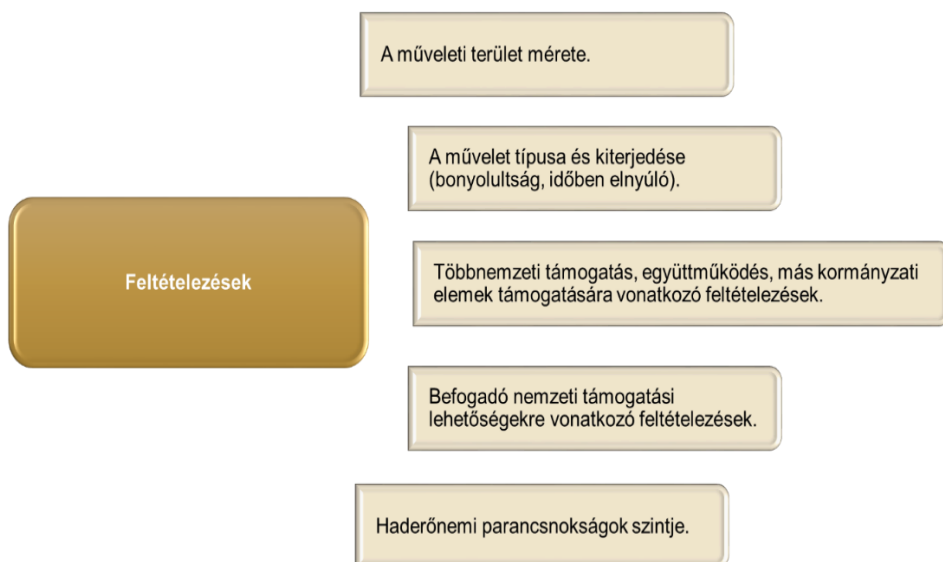 A műveleti terület mérete.
A művelet típusa és kiterjedése
(bonyolultság, időben elnyúló).
Feltételezések
Többnemzeti támogatás, együttműködés, más kormányzati
elemek támogatására vonatkozó feltételezések.
Befogadó nemzeti támogatási
lehetőségekre vonatkozó feltételezések.
Haderőnemi parancsnokságok szintje.